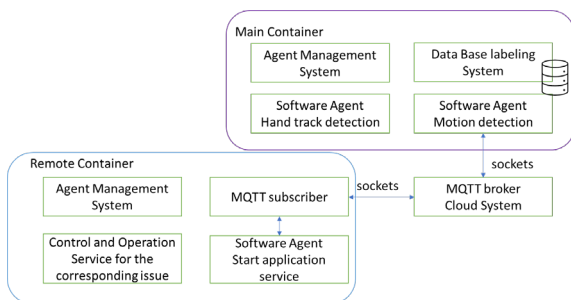 Main Container
Agent Management
System
Data Base labeling
System
Software Agent
Hand track detection
Software Agent
Motion detection
sockets
Remote Container
Agent Management
System
MQTT subscriber
sockets
MQTT broker
Cloud System
Control and Operation
Service for the
corresponding issue
Software Agent
Start application
service